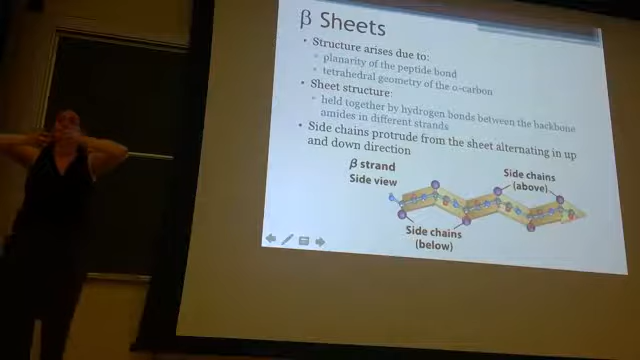 β Sheets
• Structure arises due to:
• planarity of the peptide bond
• tetrahedral geometry of the α-carbon
• Sheet structure:
• held together by hydrogen bonds between the backbone
amides in different strands
• Side chains protrude from the sheet alternating in up
and down direction
β strand
Side view
Side chains
(above)
Side chains
(below)